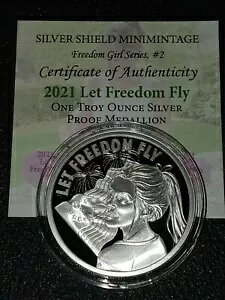 SILVER SHIELD MINIMINTAGE
Freedom Girl Series, #2
Certificate of Authenticity
2021 Let Freedom Fly
ONE TROY OUNCE SILVER
PROOF MEDALLION
2021
LET FREEDOM FLY